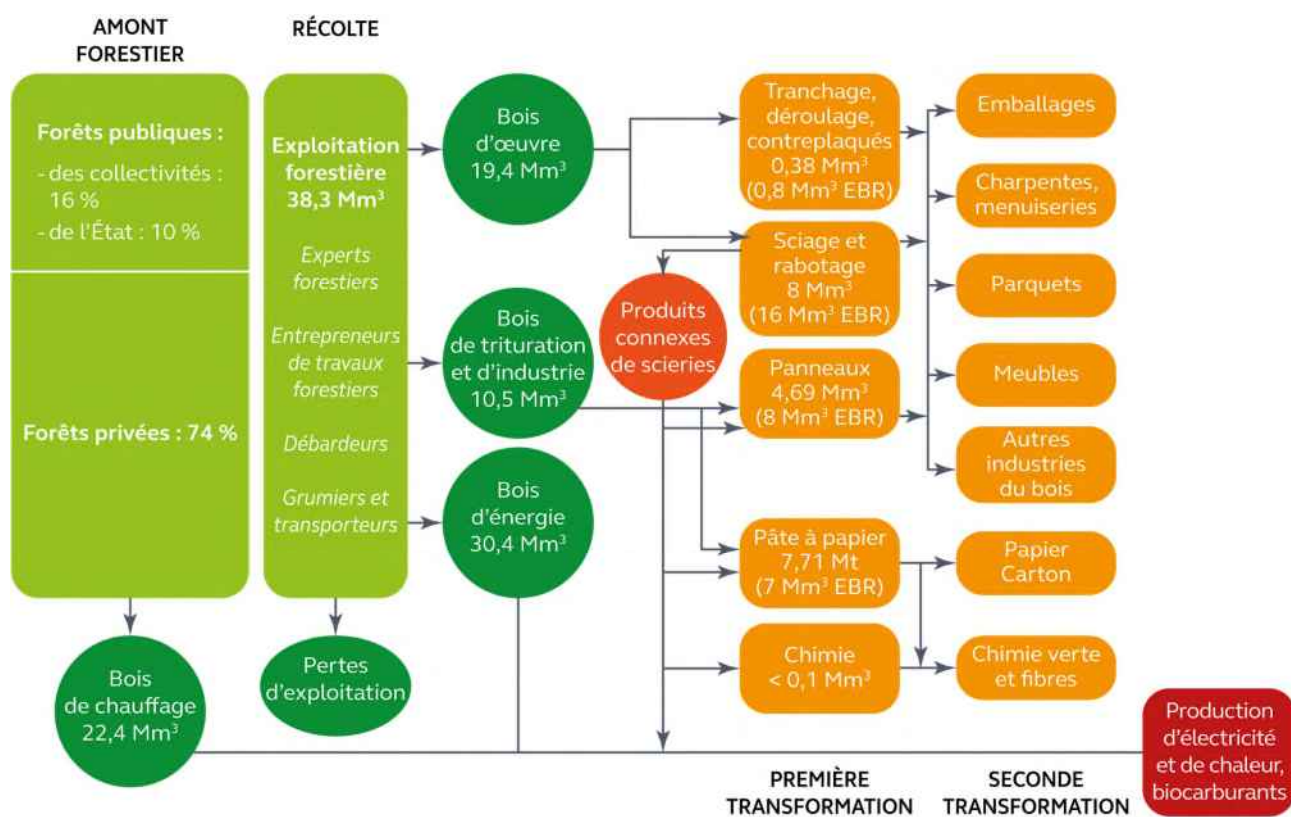 AMONT
FORESTIER
RÉCOLTE
Forêts publiques :
- des collectivités :
16 %
- de l'État : 10 %
Forêts privées : 74 %
Exploitation
forestière
38,3 Mm³
Experts
forestiers
Entrepreneurs
de travaux
forestiers
Débardeurs
Grumiers et
transporteurs
Bois
d'œuvre
19,4 Mm³
Bois
de trituration
et d'industrie
10,5 Mm³
Bois
d'énergie
30,4 Mm³
Bois
de chauffage
22,4 Mm³
Pertes
d'exploitation
Produits
connexes
de scieries
Tranchage,
déroulage,
contreplaqués
0,38 Mm³
(0,8 Mm³ EBR)
Sciage et
rabotage
8 Mm³
(16 Mm³ EBR)
Panneaux
4,69 Mm³
(8 Mm³ EBR)
Pâte à papier
7,71 Mt
(7 Mm³ EBR)
Chimie
< 0,1 Mm³
Emballages
Charpentes,
menuiseries
Parquets
Meubles
Autres
industries
du bois
Papier
Carton
Chimie verte
et fibres
Production
d'électricité
et de chaleur,
biocarburants
PREMIÈRE
TRANSFORMATION
SECONDE
TRANSFORMATION